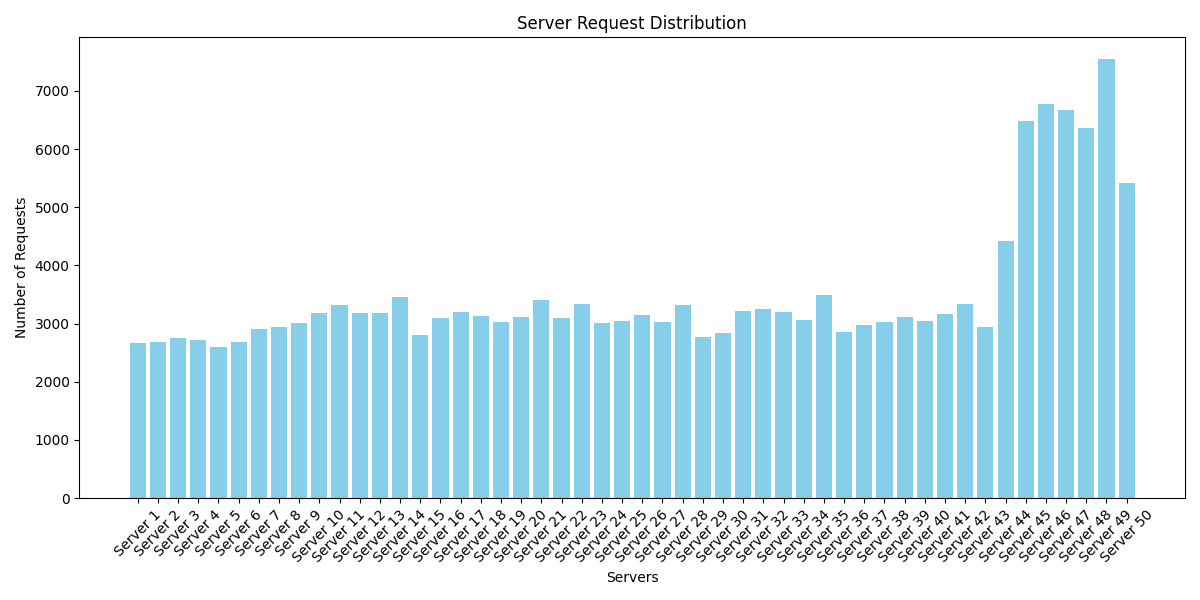 Server Request Distribution
Number of Requests
7000
6000
5000
4000
3000
2000
1000
0
Server 1
Server 2
Server 3
Server 4
Server 5
Server 6
Server 7
Server 8
Server 9
Server 10
Server 11
Server 12
Server 13
Server 14
Server 15
Server 16
Server 17
Server 18
Server 19
Server 20
Server 21
Server 22
Server 23
Server 24
Server 25
Server 26
Server 27
Server 28
Server 29
Server 30
Server 31
Server 32
Server 33
Server 34
Server 35
Server 36
Server 37
Server 38
Server 39
Server 40
Server 41
Server 42
Server 43
Server 44
Server 45
Server 46
Server 47
Server 48
Server 49
Server 50
Servers